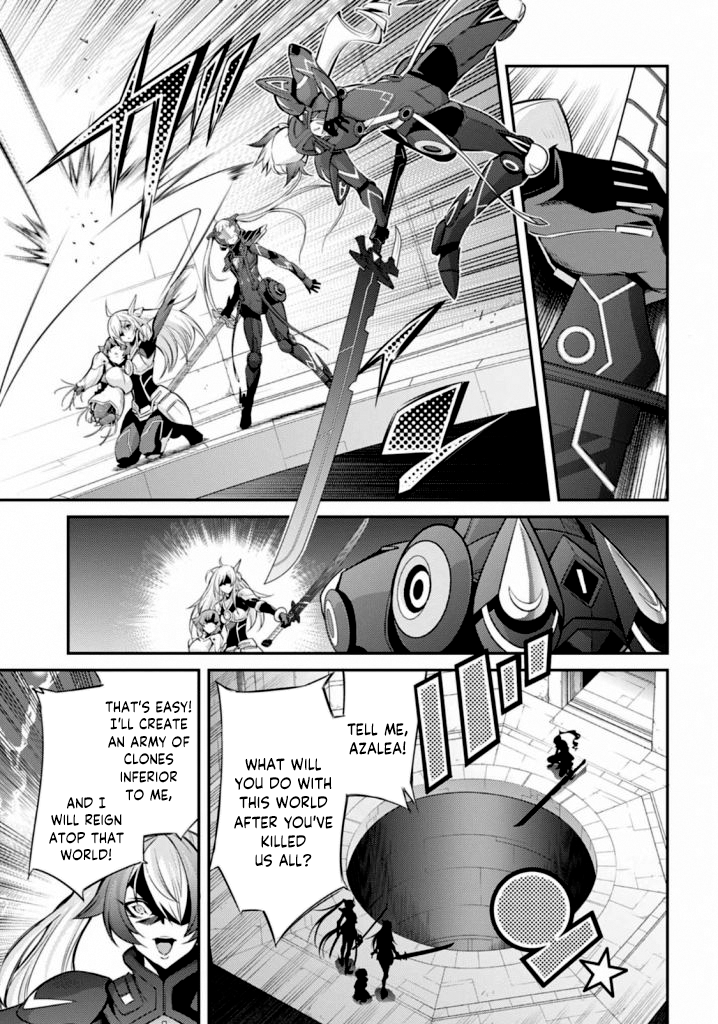 TELL ME,
AZALEA!
WHAT WILL
YOU DO WITH
THIS WORLD
AFTER YOU'VE
KILLED
US ALL?
THAT'S EASY!
I'LL CREATE
AN ARMY OF
CLONES
INFERIOR
TO ME,
AND I
WILL REIGN
ATOP THAT
WORLD!